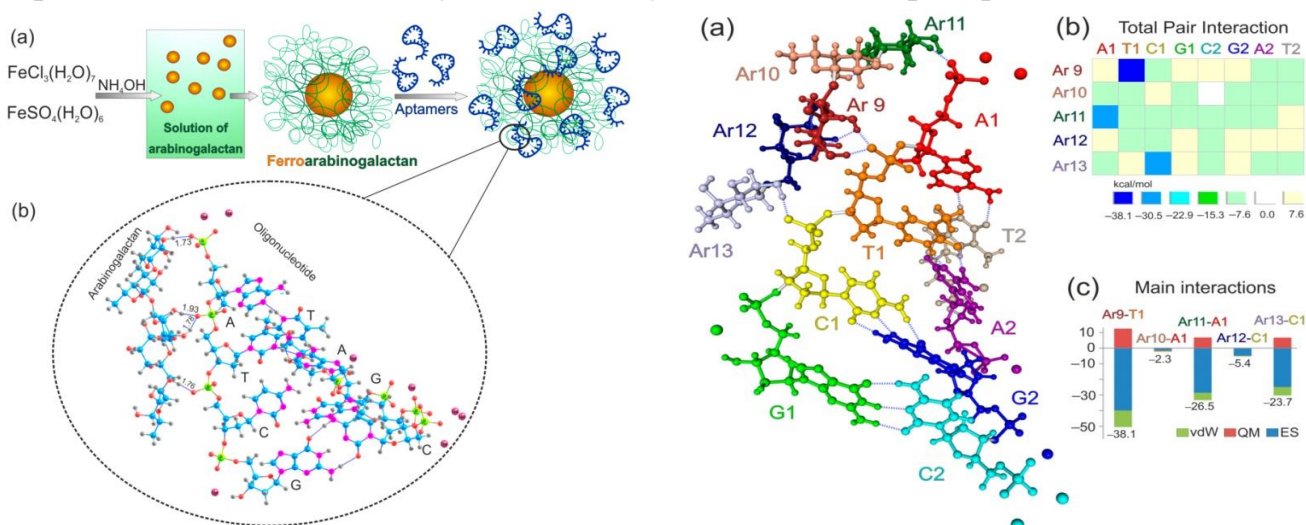 (a)
FeCl3(H2O)7
NH4OH
FeSO4(H2O)6
Solution of
arabinogalactan
Ferroarabinogalactan
Aptamers
(b)
Arabinogalactan
Oligonucleotide
1.73
1.93
1.76
1.76
A
T
T
A
C
G
G
C
(a)
Ar11
Ar10
Ar 9
Ar12
A1
Ar13
T1
T2
C1
A2
G1
G2
C2
(b)
Total Pair Interaction
A1 T1 C1 G1 C2 G2 A2 T2
Ar 9
Ar10
Ar11
Ar12
Ar13
kcal/mol
−38.1 −30.5 −22.9 −15.3 −7.6 0.0 7.6
(c)
Main interactions
Ar9-T1
Ar10-A1
Ar11-A1
Ar12-C1
Ar13-C1
10
0
−10
−30
−50
−38.1
−2.3
−26.5
−5.4
−23.7
vdW QM ES